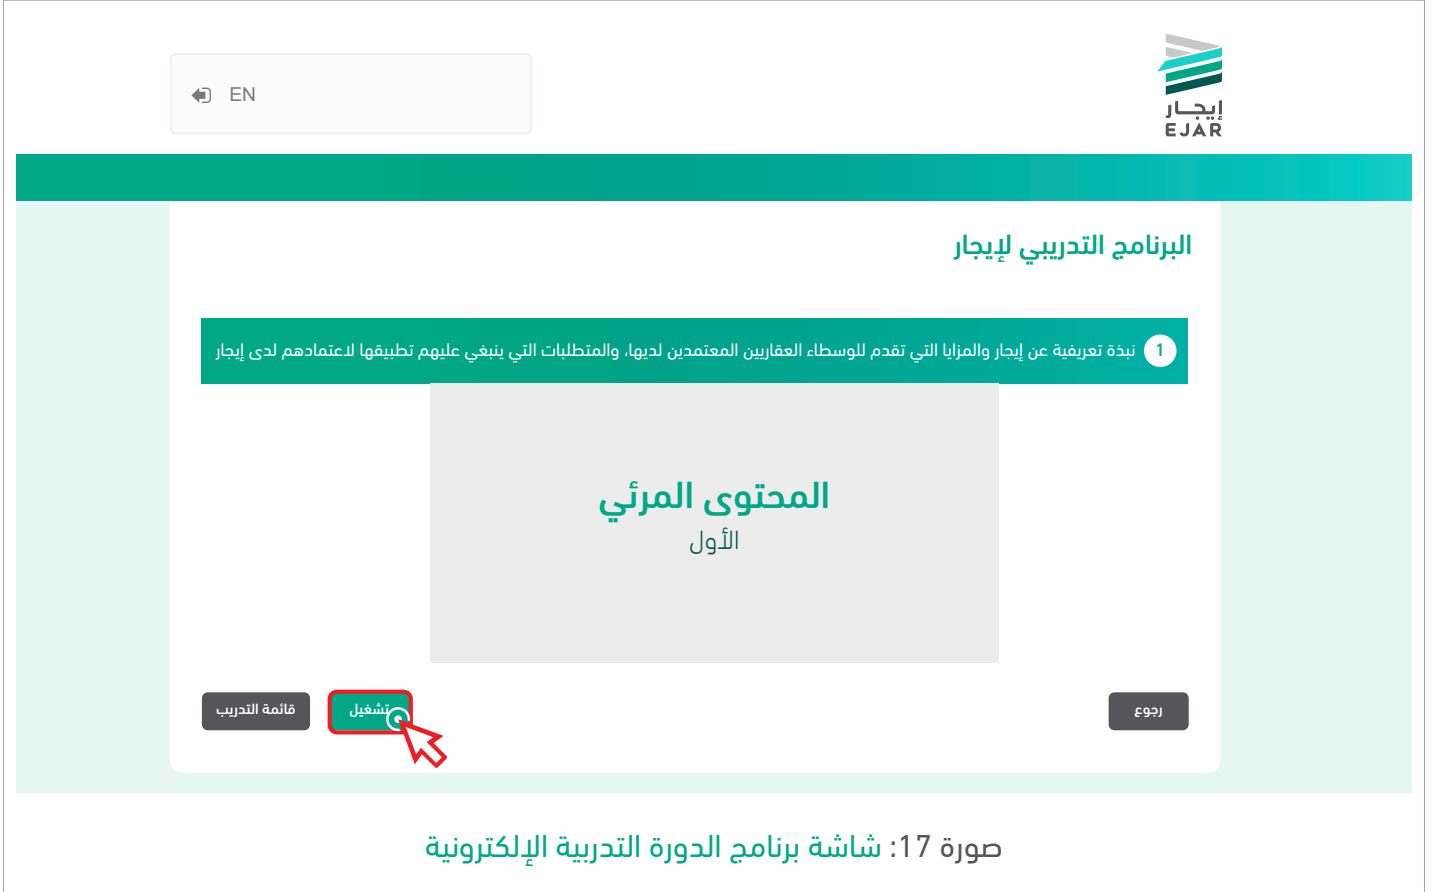 EN
إيجار
EJAR
البرنامج التدريبي لإيجار
1 نبذة تعريفية عن إيجار والمزايا التي تقدم للوسطاء العقاريين المعتمدين لديها، والمتطلبات التي ينبغي عليهم تطبيقها لاعتمادهم لدى إيجار
المحتوى المرئي
الأول
رجوع
تشغيل
قائمة التدريب
صورة 17: شاشة برنامج الدورة التدربية الإلكترونية